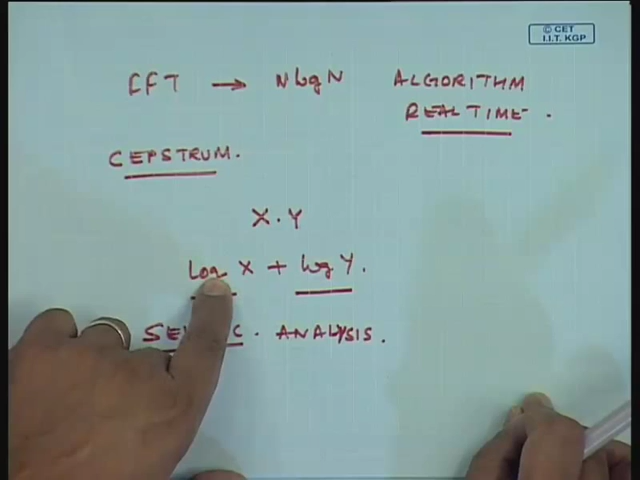 © CET
I.I.T. KGP
FFT → N log N ALGORITHM
REAL TIME.
CEPSTRUM.
X . Y
Log X + log Y.
ANALYSIS.